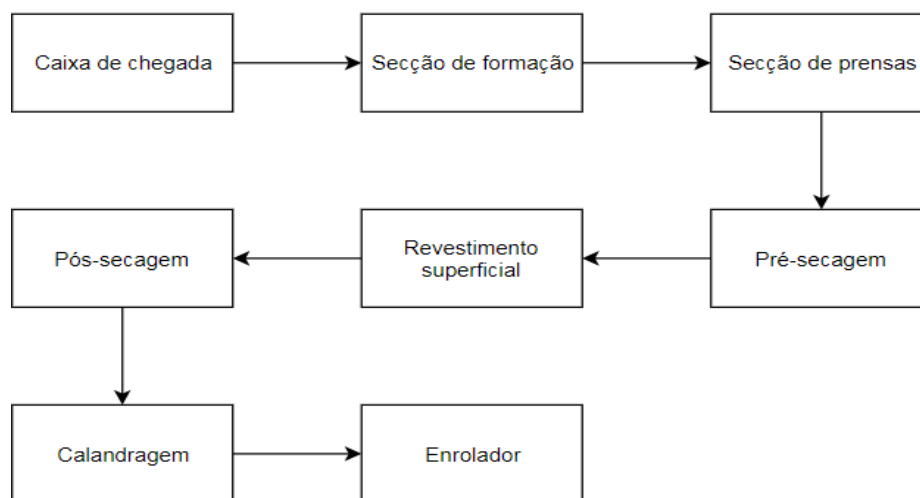 Caixa de chegada
Secção de formação
Secção de prensas
Pré-secagem
Revestimento
superficial
Pós-secagem
Calandragem
Enrolador